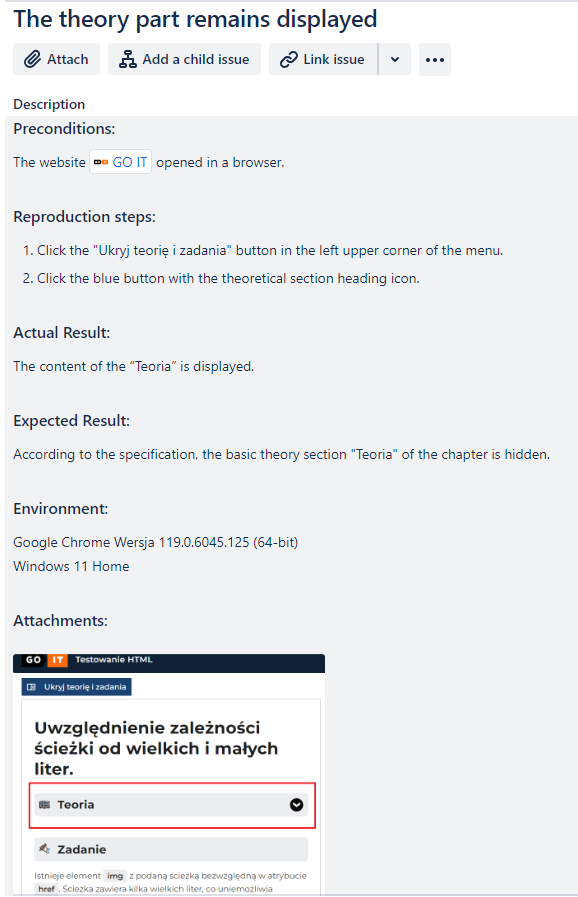 The theory part remains displayed
Attach
Add a child issue
Link issue
Description
Preconditions:
The website GO IT opened in a browser.
Reproduction steps:
1. Click the "Ukryj teorię i zadania" button in the left upper corner of the menu.
2. Click the blue button with the theoretical section heading icon.
Actual Result:
The content of the “Teoria” is displayed.
Expected Result:
According to the specification, the basic theory section "Teoria" of the chapter is hidden.
Environment:
Google Chrome Wersja 119.0.6045.125 (64-bit)
Windows 11 Home
Attachments:
GO IT Testowanie HTML
Ukryj teorię i zadania
Uwzględnienie zależności
ścieżki od wielkich i małych
liter.
Teoria
Zadanie
Istnieje element img z podaną ścieżką bezwzględną w atrybucie
href. Ścieżka zawiera kilka wielkich liter, co uniemożliwia